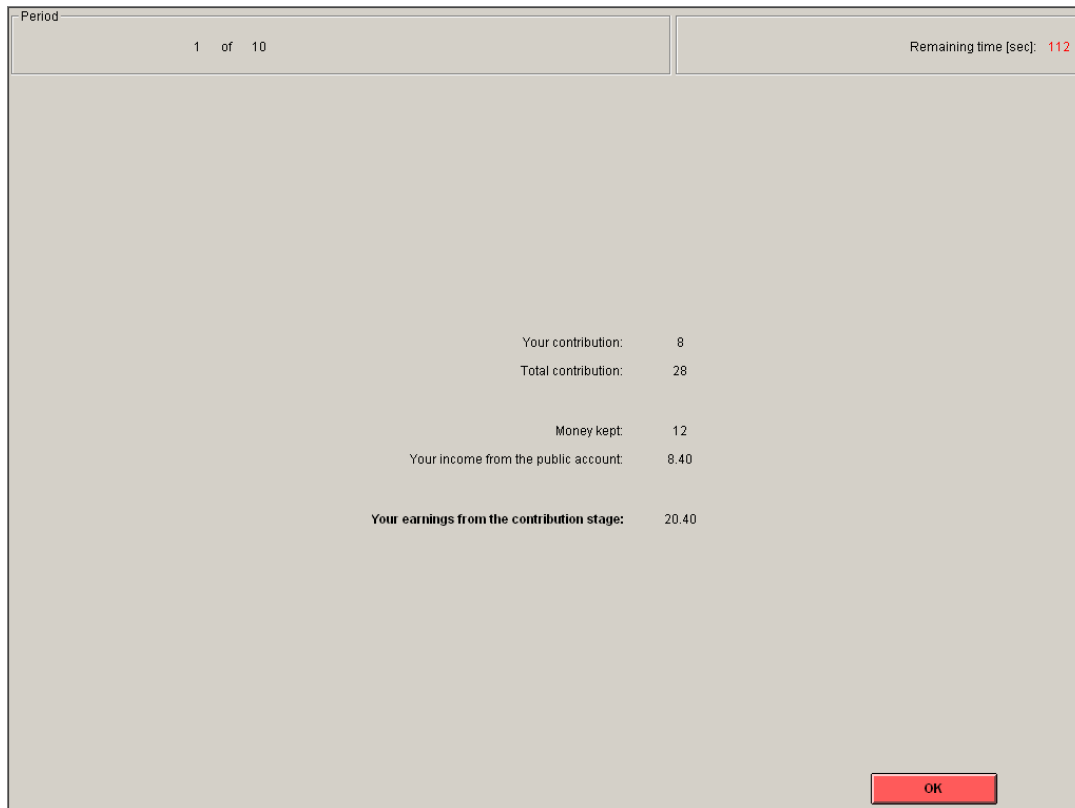 Period
1 of 10
Remaining time [sec]: 112
Your contribution: 8
Total contribution: 28
Money kept: 12
Your income from the public account: 8.40
Your earnings from the contribution stage: 20.40
OK